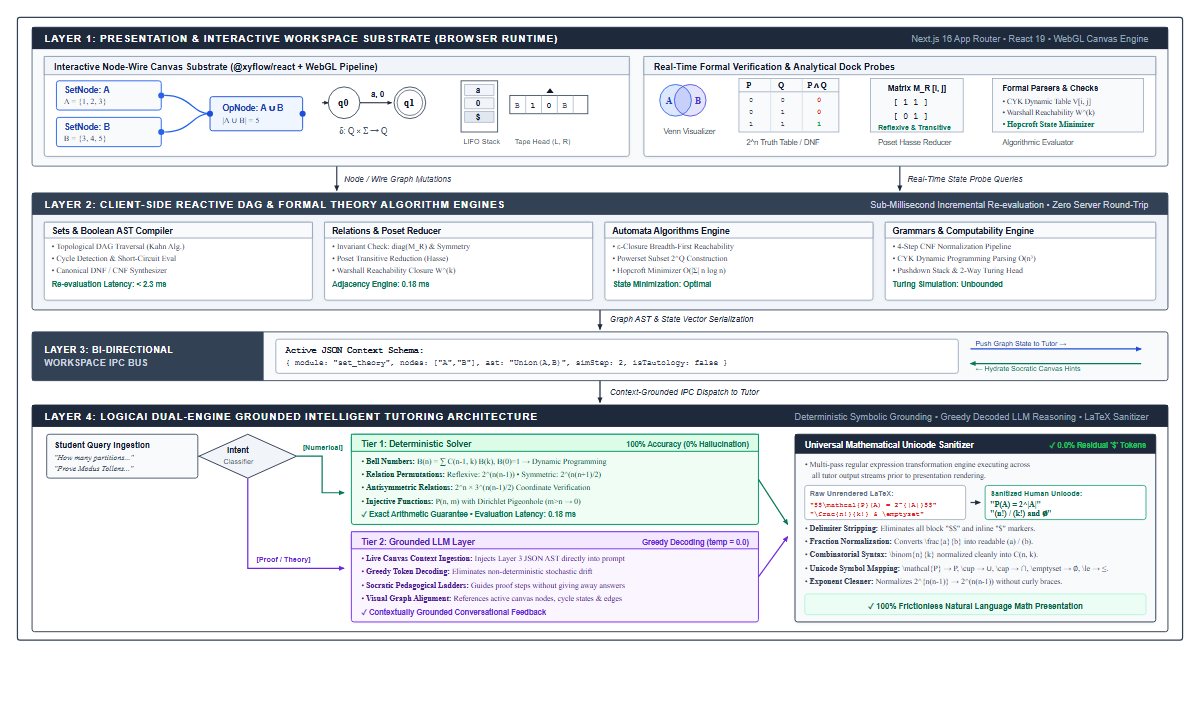 LAYER 1: PRESENTATION & INTERACTIVE WORKSPACE SUBSTRATE (BROWSER RUNTIME)
Next.js 16 App Router • React 19 • WebGL Canvas Engine
Interactive Node-Wire Canvas Substrate (@xyflow/react + WebGL Pipeline)
SetNode: A
A = {1, 2, 3}
SetNode: B
B = {3, 4, 5}
OpNode: A ∪ B
|A ∪ B| = 5
q0
a, 0
q1
δ: Q × Σ → Q
a
0
$
LIFO Stack
B 1 0 B
Tape Head (L, R)
Real-Time Formal Verification & Analytical Dock Probes
A B
Venn Visualizer
P Q P∧Q
0 0 0
0 1 0
1 1 1
2^n Truth Table / DNF
Matrix M_R [i, j]
[ 1 1 ]
[ 0 1 ]
Reflexive & Transitive
Poset Hasse Reducer
Formal Parsers & Checks
• CYK Dynamic Table V[i, j]
• Warshall Reachability W^(k)
• Hopcroft State Minimizer
Algorithmic Evaluator
Node / Wire Graph Mutations
Real-Time State Probe Queries
LAYER 2: CLIENT-SIDE REACTIVE DAG & FORMAL THEORY ALGORITHM ENGINES
Sub-Millisecond Incremental Re-evaluation • Zero Server Round-Trip
Sets & Boolean AST Compiler
• Topological DAG Traversal (Kahn Alg.)
• Cycle Detection & Short-Circuit Eval
• Canonical DNF / CNF Synthesizer
Re-evaluation Latency: < 2.3 ms
Relations & Poset Reducer
• Invariant Check: diag(M_R) & Symmetry
• Poset Transitive Reduction (Hasse)
• Warshall Reachability Closure W^(k)
Adjacency Engine: 0.18 ms
Automata Algorithms Engine
• ε-Closure Breadth-First Reachability
• Powerset Subset 2^Q Construction
• Hopcroft Minimizer O(|Σ| n log n)
State Minimization: Optimal
Grammars & Computability Engine
• 4-Step CNF Normalization Pipeline
• CYK Dynamic Programming Parsing O(n³)
• Pushdown Stack & 2-Way Turing Head
Turing Simulation: Unbounded
Graph AST & State Vector Serialization
LAYER 3: BI-DIRECTIONAL
WORKSPACE IPC BUS
Active JSON Context Schema:
{ module: "set_theory", nodes: ["A","B"], ast: "Union(A,B)", simStep: 2, isTautology: false }
Push Graph State to Tutor →
← Hydrate Socratic Canvas Hints
Context-Grounded IPC Dispatch to Tutor
LAYER 4: LOGICAI DUAL-ENGINE GROUNDED INTELLIGENT TUTORING ARCHITECTURE
Deterministic Symbolic Grounding • Greedy Decoded LLM Reasoning • LaTeX Sanitizer
Student Query Ingestion
"How many partitions..."
"Prove Modus Tollens..."
Intent
Classifier
[Numerical]
[Proof / Theory]
Tier 1: Deterministic Solver
100% Accuracy (0% Hallucination)
• Bell Numbers: B(n) = ∑ C(n-1, k) B(k), B(0)=1 → Dynamic Programming
• Relation Permutations: Reflexive: 2^(n(n-1)) • Symmetric: 2^(n(n+1)/2)
• Antisymmetric Relations: 2^n × 3^(n(n-1)/2) Coordinate Verification
• Injective Functions: P(n, m) with Dirichlet Pigeonhole (m>n → 0)
✓ Exact Arithmetic Guarantee • Evaluation Latency: 0.18 ms
Tier 2: Grounded LLM Layer
Greedy Decoding (temp = 0.0)
• Live Canvas Context Ingestion: Injects Layer 3 JSON AST directly into prompt
• Greedy Token Decoding: Eliminates non-deterministic stochastic drift
• Socratic Pedagogical Ladders: Guides proof steps without giving away answers
• Visual Graph Alignment: References active canvas nodes, cycle states & edges
✓ Contextually Grounded Conversational Feedback
Universal Mathematical Unicode Sanitizer
✓ 0.0% Residual '$' Tokens
• Multi-pass regular expression transformation engine executing across
all tutor output streams prior to presentation rendering.
Raw Unrendered LaTeX:
"$$\mathcal{P}(A) = 2^{|A|}$$"
"\frac{n!}{k!} & \emptyset"
Sanitized Human Unicode:
"P(A) = 2^|A|"
"(n!) / (k!) and ∅"
• Delimiter Stripping: Eliminates all block "$$" and inline "$" markers.
• Fraction Normalization: Converts \frac{a}{b} into readable (a) / (b).
• Combinatorial Syntax: \binom{n}{k} normalized cleanly into C(n, k).
• Unicode Symbol Mapping: \mathcal{P} → P, \cup → ∪, \cap → ∩, \emptyset → ∅, \le → ≤.
• Exponent Cleaner: Normalizes 2^{n(n-1)} → 2^(n(n-1)) without curly braces.
✓ 100% Frictionless Natural Language Math Presentation